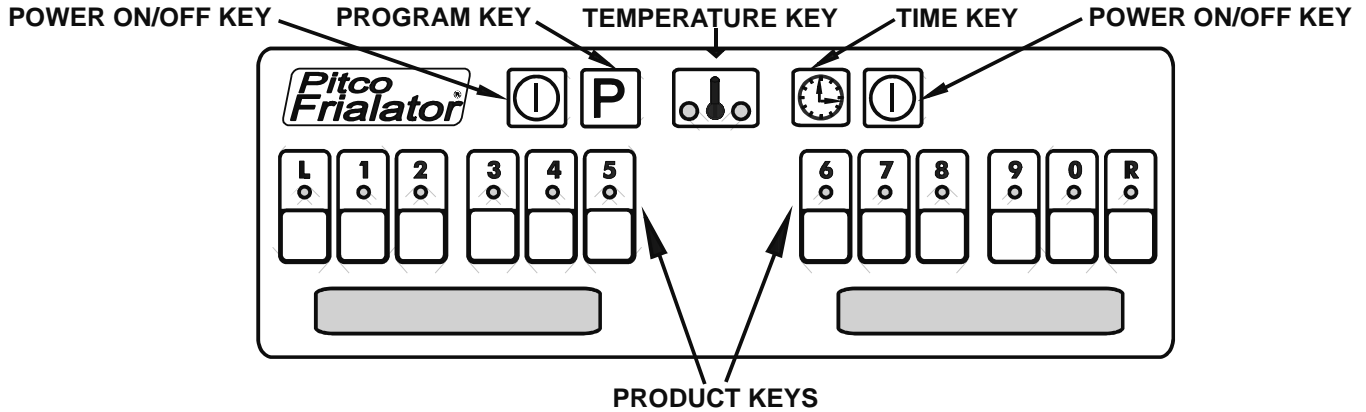 POWER ON/OFF KEY PROGRAM KEY TEMPERATURE KEY TIME KEY POWER ON/OFF KEY
Pitco
Frialator®
P
L 1 2 3 4 5 6 7 8 9 0 R
PRODUCT KEYS